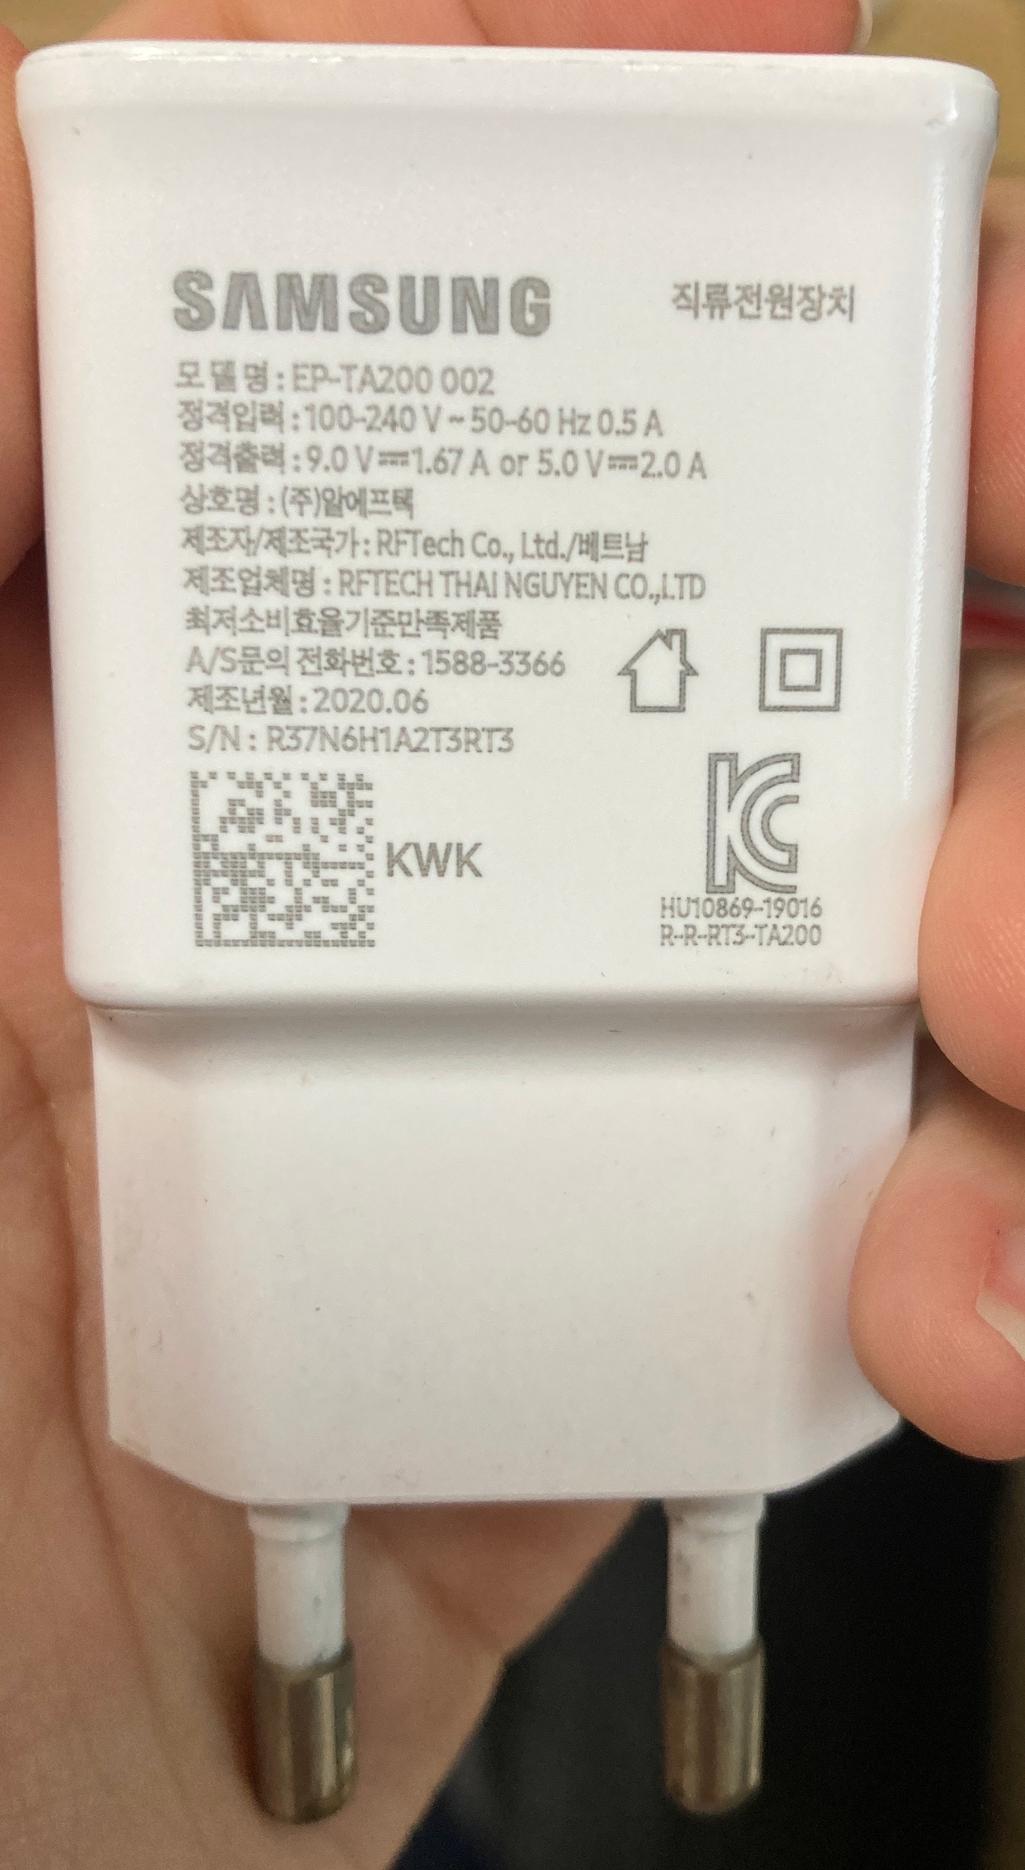 SAMSUNG 직류전원장치
모델명 : EP-TA200 002
정격입력 : 100-240 V ~ 50-60 Hz 0.5 A
정격출력 : 9.0 V⎓1.67 A or 5.0 V⎓2.0 A
상호명 : (주)알에프텍
제조자/제조국가 : RFTech Co., Ltd./베트남
제조업체명 : RFTECH THAI NGUYEN CO.,LTD
최저소비효율기준만족제품
A/S문의 전화번호 : 1588-3366
제조년월 : 2020.06
S/N : R37N6H1A2T3RT3
KWK
KC
HU10869-19016
R-R-RT3-TA200